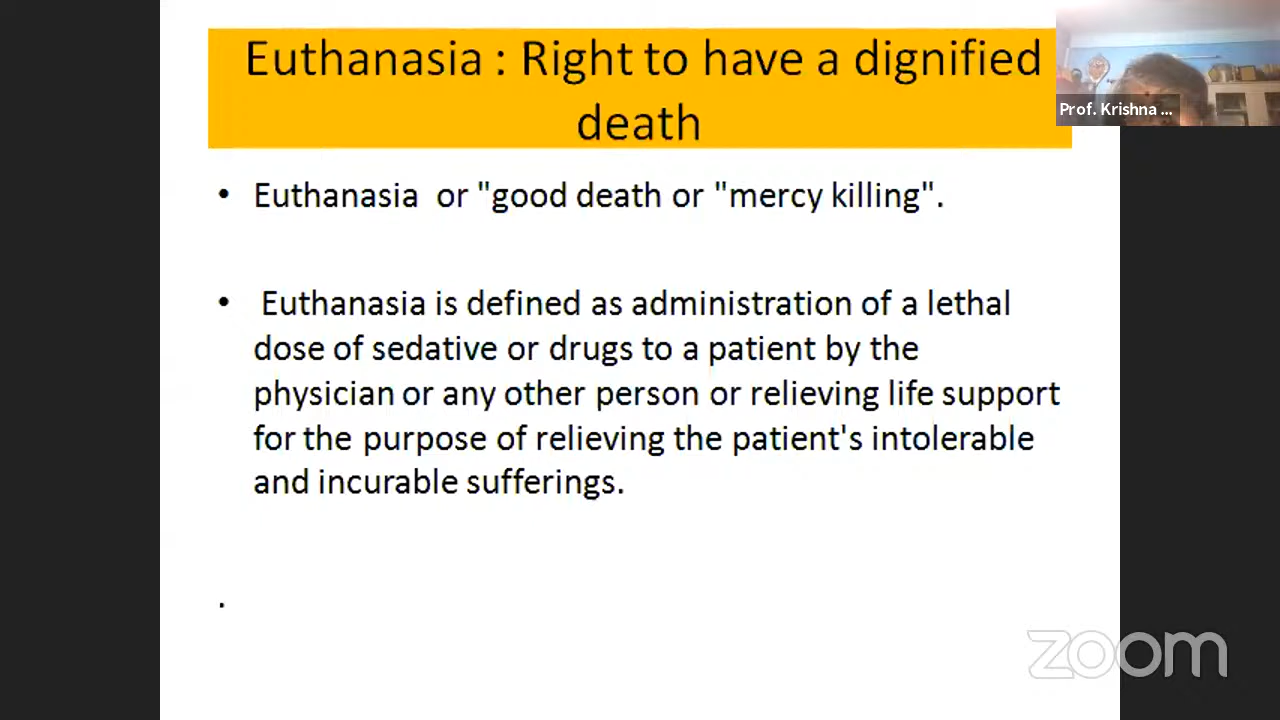 Euthanasia : Right to have a dignified
death
Prof. Krishna ...
• Euthanasia or "good death or "mercy killing".
• Euthanasia is defined as administration of a lethal
dose of sedative or drugs to a patient by the
physician or any other person or relieving life support
for the purpose of relieving the patient's intolerable
and incurable sufferings.
.
zoom